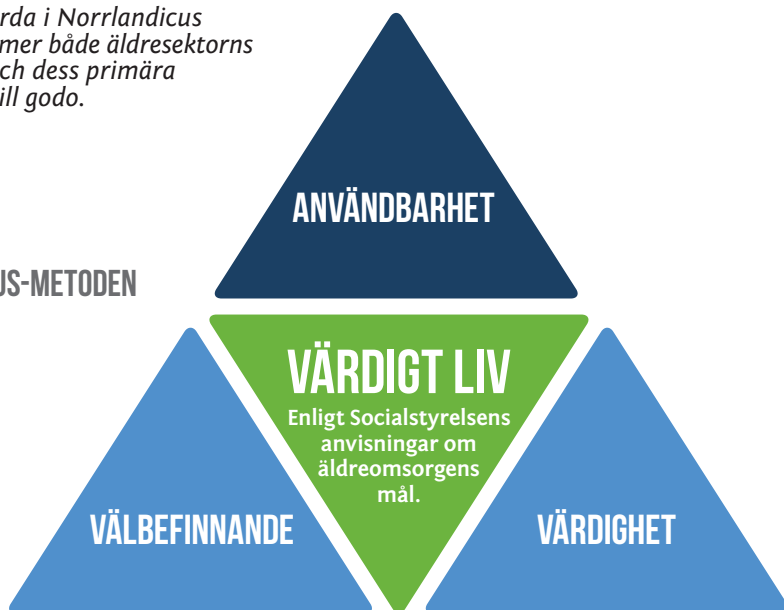 rda i Norrlandicus
mer både äldresektorns
ch dess primära
ill godo.
ANVÄNDBARHET
US-METODEN
VÄRDIGT LIV
Enligt Socialstyrelsens
anvisningar om
äldreomsorgens
mål.
VÄLBEFINNANDE
VÄRDIGHET